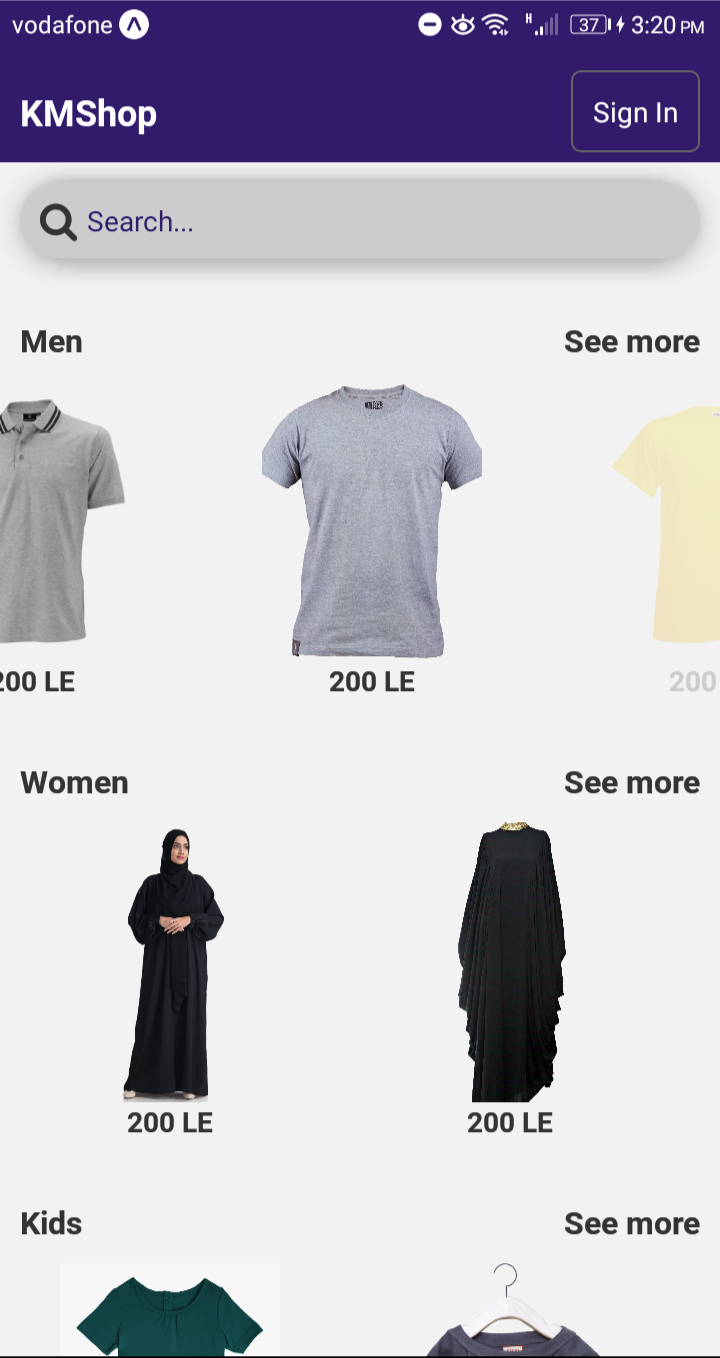 vodafone
H
37
3:20 PM
KMShop
Sign In
Search...
Men
See more
200 LE
200 LE
200
Women
See more
200 LE
200 LE
Kids
See more